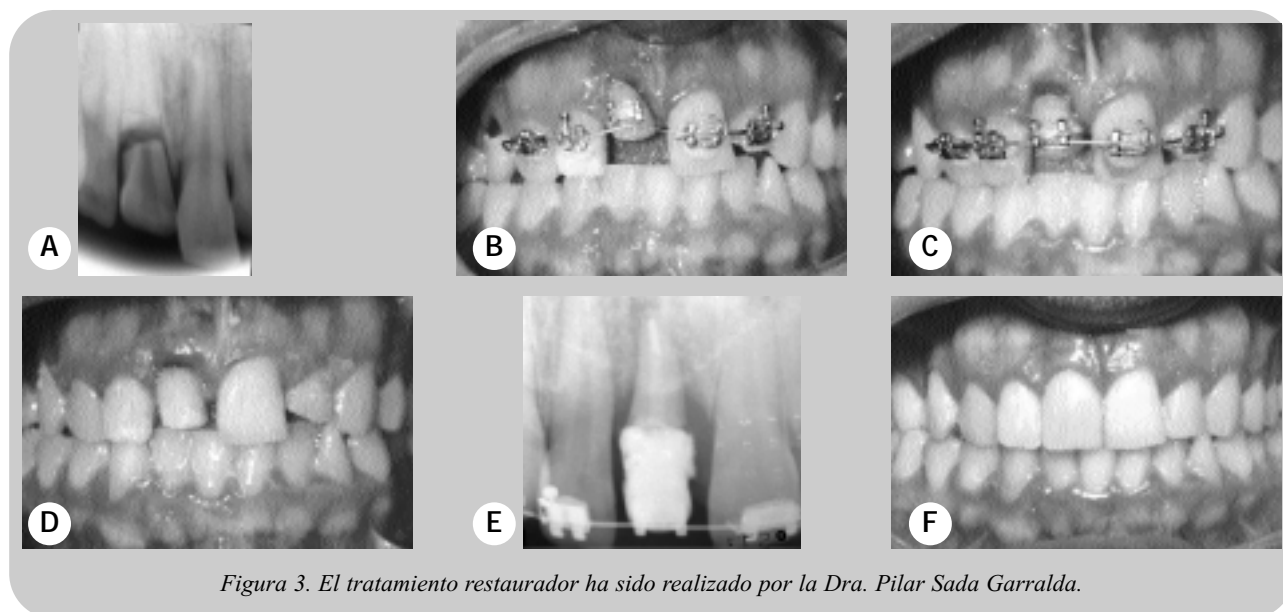 A
B
C
D
E
F
Figura 3. El tratamiento restaurador ha sido realizado por la Dra. Pilar Sada Garralda.